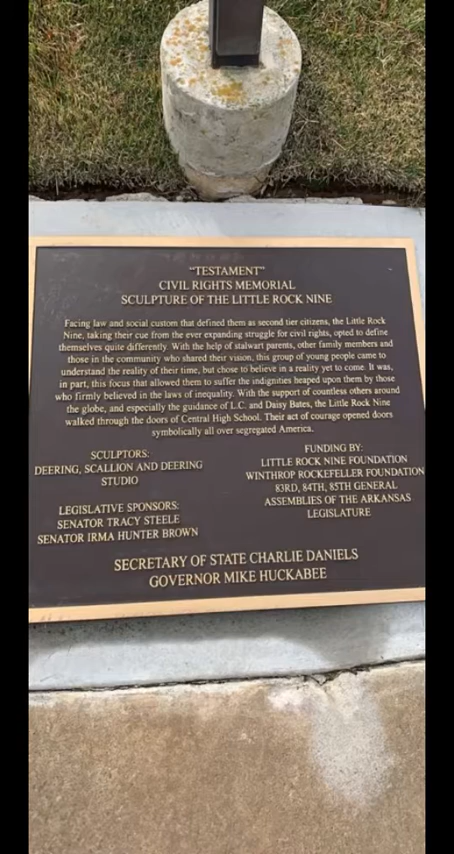 "TESTAMENT"
CIVIL RIGHTS MEMORIAL
SCULPTURE OF THE LITTLE ROCK NINE
Facing law and social custom that defined them as second tier citizens, the Little Rock
Nine, taking their cue from the ever expanding struggle for civil rights, opted to define
themselves quite differently. With the help of stalwart parents, other family members and
those in the community who shared their vision, this group of young people came to
understand the reality of their time, but chose to believe in a reality yet to come. It was,
in part, this focus that allowed them to suffer the indignities heaped upon them by those
who firmly believed in the laws of inequality. With the support of countless others around
the globe, and especially the guidance of L.C. and Daisy Bates, the Little Rock Nine
walked through the doors of Central High School. Their act of courage opened doors
symbolically all over segregated America.
SCULPTORS:
DEERING, SCALLION AND DEERING
STUDIO
LEGISLATIVE SPONSORS:
SENATOR TRACY STEELE
SENATOR IRMA HUNTER BROWN
FUNDING BY:
LITTLE ROCK NINE FOUNDATION
WINTHROP ROCKEFELLER FOUNDATION
83RD, 84TH, 85TH GENERAL
ASSEMBLIES OF THE ARKANSAS
LEGISLATURE
SECRETARY OF STATE CHARLIE DANIELS
GOVERNOR MIKE HUCKABEE